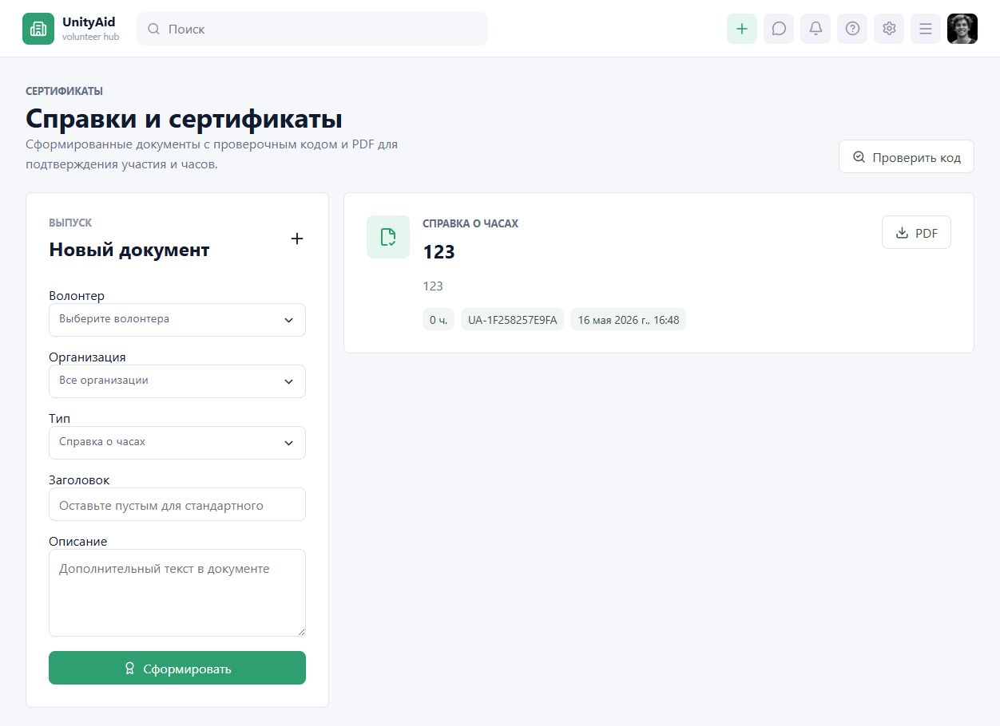 UnityAid
volunteer hub
Поиск
СЕРТИФИКАТЫ
Справки и сертификаты
Сформированные документы с проверочным кодом и PDF для
подтверждения участия и часов.
Проверить код
ВЫПУСК
Новый документ
Волонтер
Выберите волонтера
Организация
Все организации
Тип
Справка о часах
Заголовок
Оставьте пустым для стандартного
Описание
Дополнительный текст в документе
Сформировать
СПРАВКА О ЧАСАХ
123
123
0 ч. UA-1F258257E9FA 16 мая 2026 г., 16:48
PDF